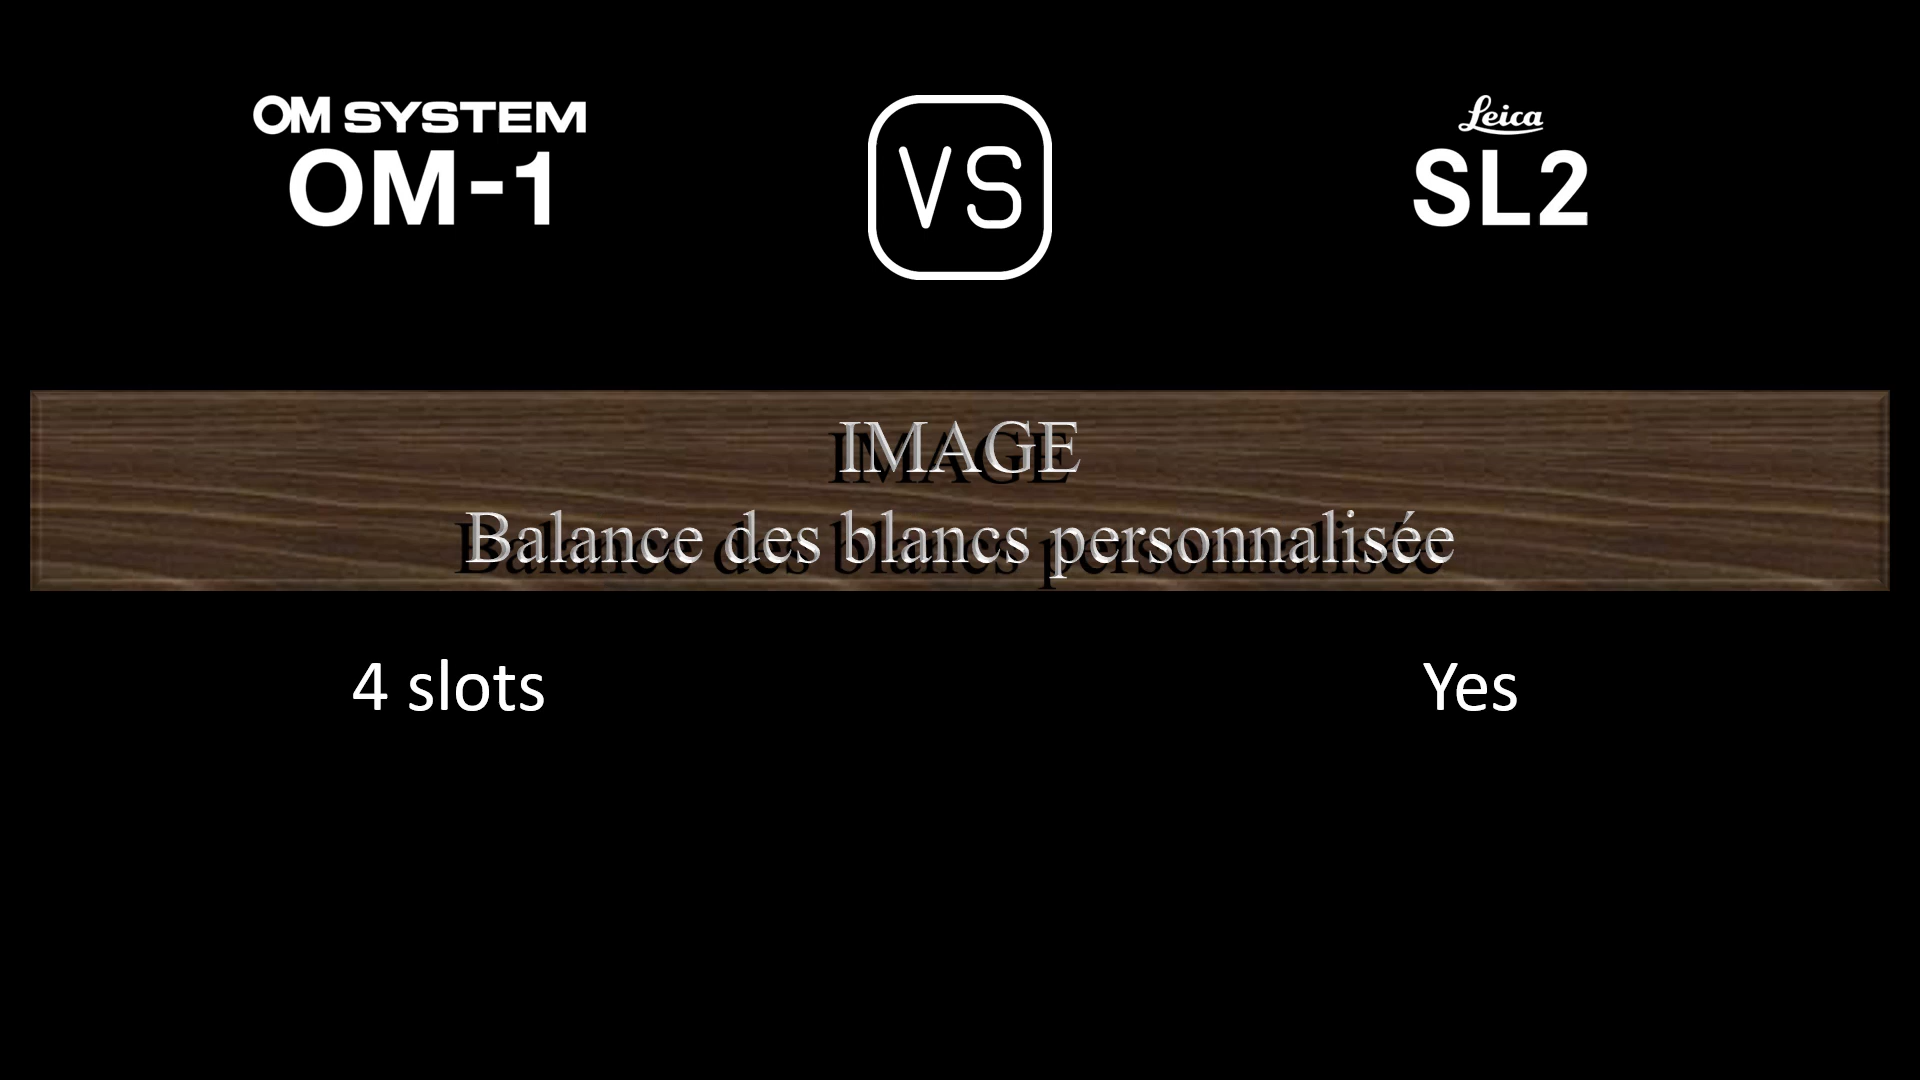 OM SYSTEM
OM-1
VS
Leica
SL2
IMAGE
Balance des blancs personnalisée
4 slots
Yes